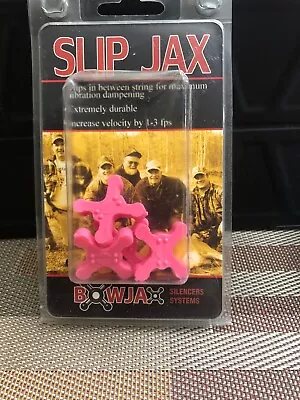 SLIP JAX
in between string for maximum
vibration dampening
Extremely durable
Increase velocity by 1-3 fps
BOWJAX
SILENCERS
SYSTEMS